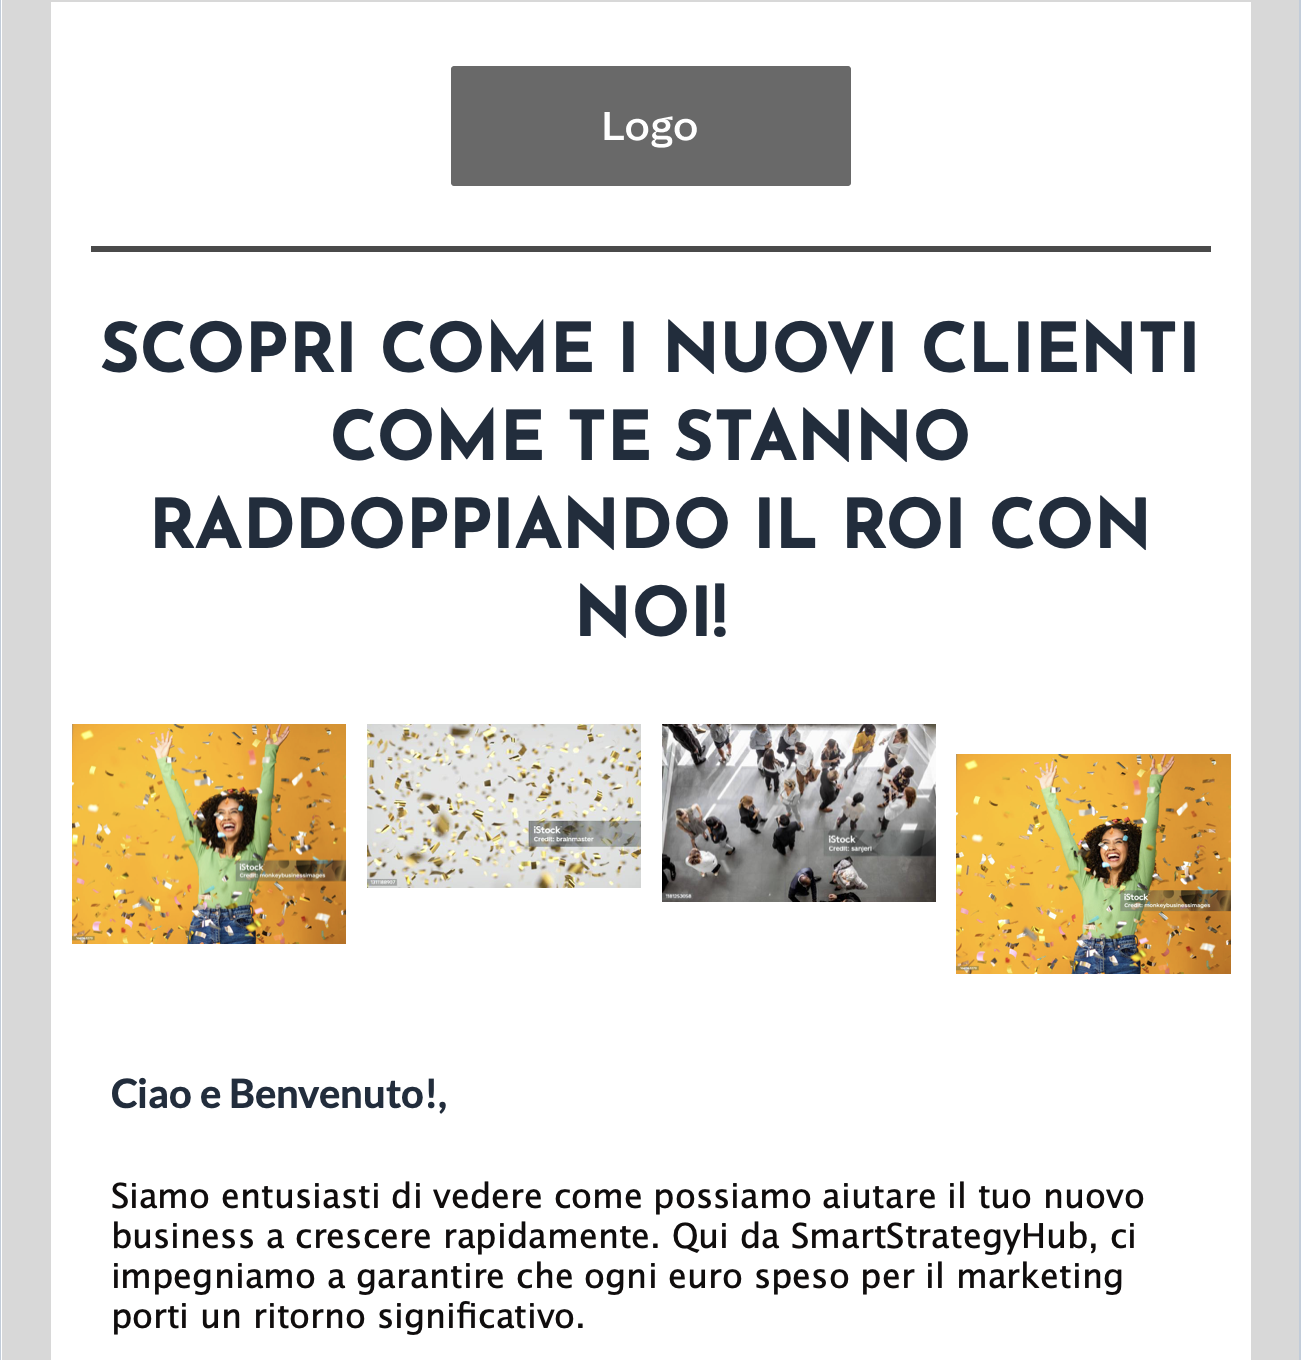 Logo
SCOPRI COME I NUOVI CLIENTI
COME TE STANNO
RADDOPPIANDO IL ROI CON
NOI!
iStock
Credit: monkeybusinessimages
iStock
Credit: brainmaster
iStock
Credit: sanjeri
iStock
Credit: monkeybusinessimages
Ciao e Benvenuto!,
Siamo entusiasti di vedere come possiamo aiutare il tuo nuovo
business a crescere rapidamente. Qui da SmartStrategyHub, ci
impegniamo a garantire che ogni euro speso per il marketing
porti un ritorno significativo.